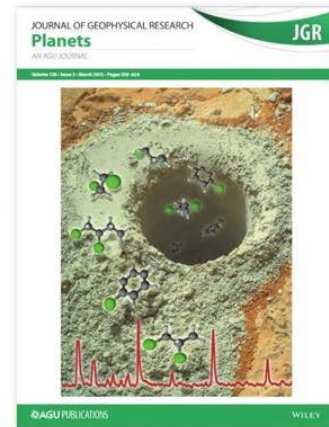 JOURNAL OF GEOPHYSICAL RESEARCH
Planets
JGR
AN AGU JOURNAL
AGU PUBLICATIONS
WILEY